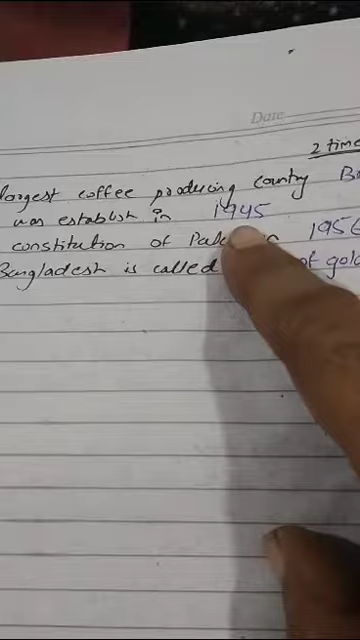 Date
2 time
largest coffee producing country
was establish in 1945
constitution of 1956
Bangladesh is called of gold